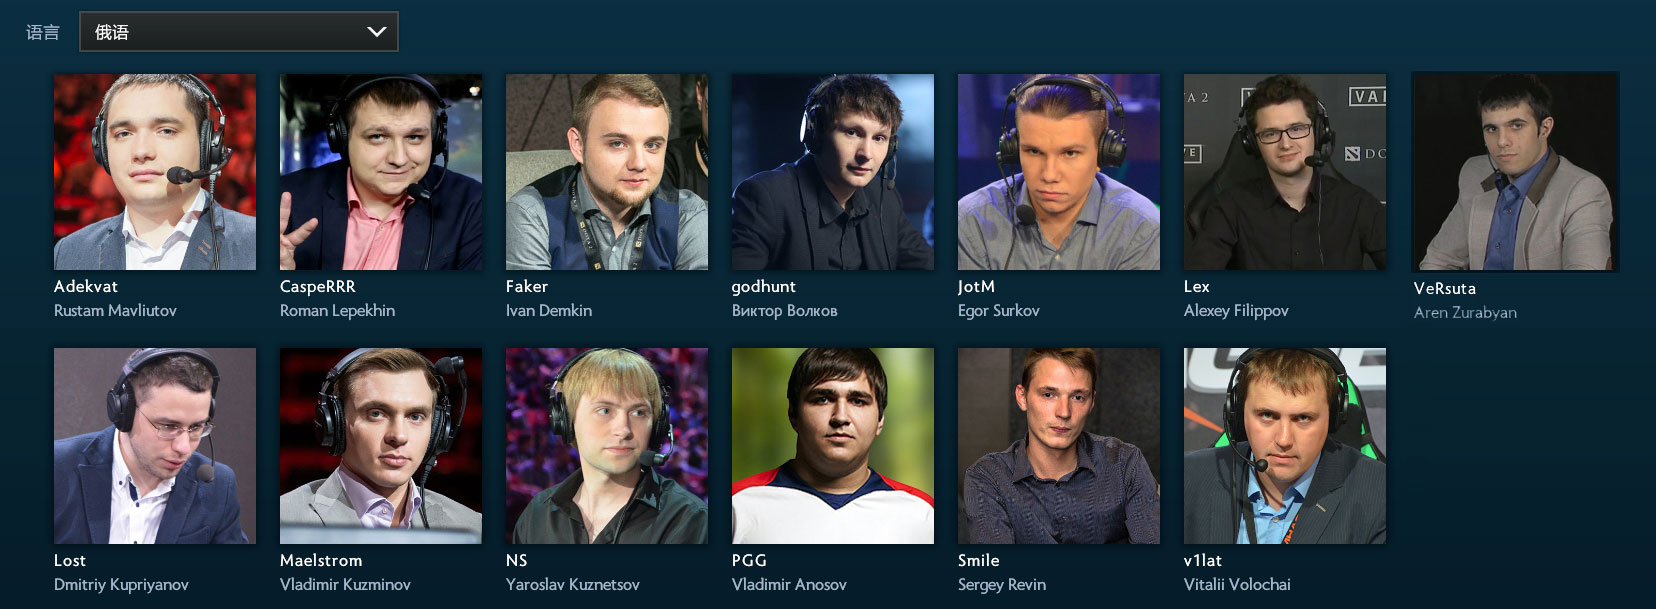 语言 俄语
Adekvat CaspeRRR Faker godhunt JotM Lex VeRsuta
Rustam Mavliutov Roman Lepekhin Ivan Demkin Виктор Волков Egor Surkov Alexey Filippov Aren Zurabyan
Lost Maelstrom NS PGG Smile v1lat
Dmitriy Kupriyanov Vladimir Kuzminov Yaroslav Kuznetsov Vladimir Anosov Sergey Revin Vitalii Volochai